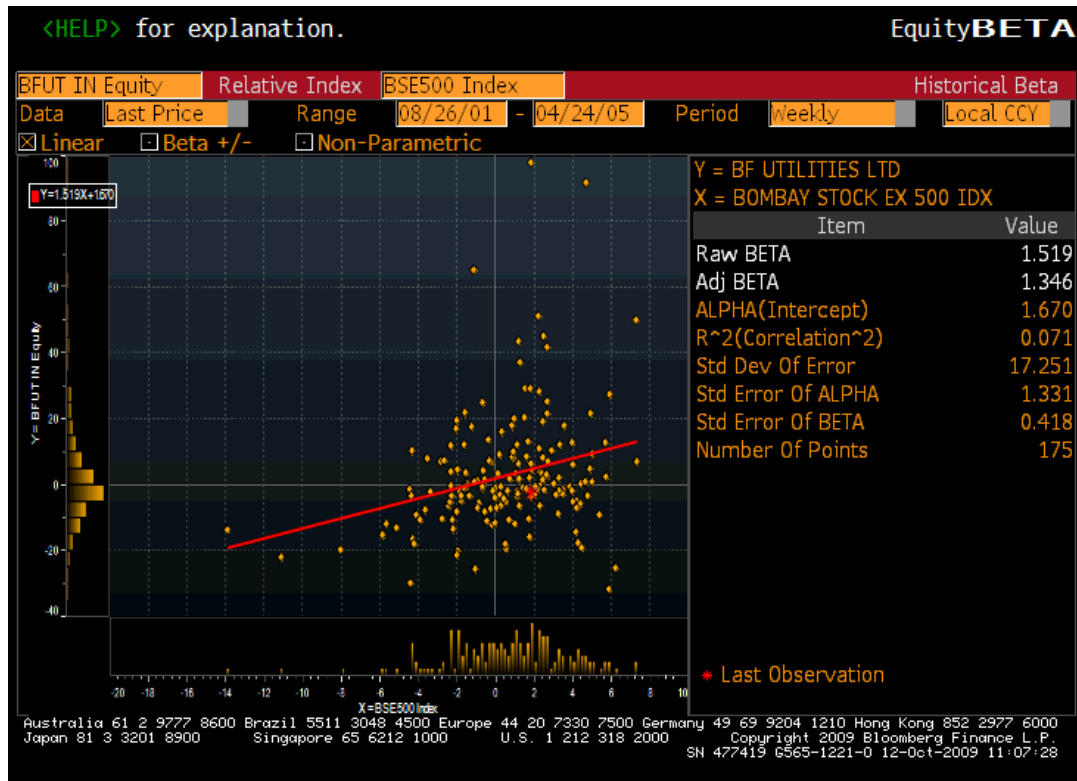 <HELP> for explanation. EquityBETA
BFUT IN Equity Relative Index BSE500 Index Historical Beta
Data Last Price Range 08/26/01 - 04/24/05 Period Weekly Local CCY
Linear Beta +/- Non-Parametric
Y = BF UTILITIES LTD
X = BOMBAY STOCK EX 500 IDX
Item Value
Raw BETA 1.519
Adj BETA 1.346
ALPHA(Intercept) 1.670
R^2(Correlation^2) 0.071
Std Dev Of Error 17.251
Std Error Of ALPHA 1.331
Std Error Of BETA 0.418
Number Of Points 175
* Last Observation
100
Y=1.519X+1.670
80
60
40
20
0
-20
-40
Y = BFUT IN Equity
-20 -18 -16 -14 -12 -10 -8 -6 -4 -2 0 2 4 6 8 10
X=BSE500 Index
Australia 61 2 9777 8600 Brazil 5511 3048 4500 Europe 44 20 7330 7500 Germany 49 69 9204 1210 Hong Kong 852 2977 6000
Japan 81 3 3201 8900 Singapore 65 6212 1000 U.S. 1 212 318 2000 Copyright 2009 Bloomberg Finance L.P.
SN 477419 G565-1221-0 12-Oct-2009 11:07:28